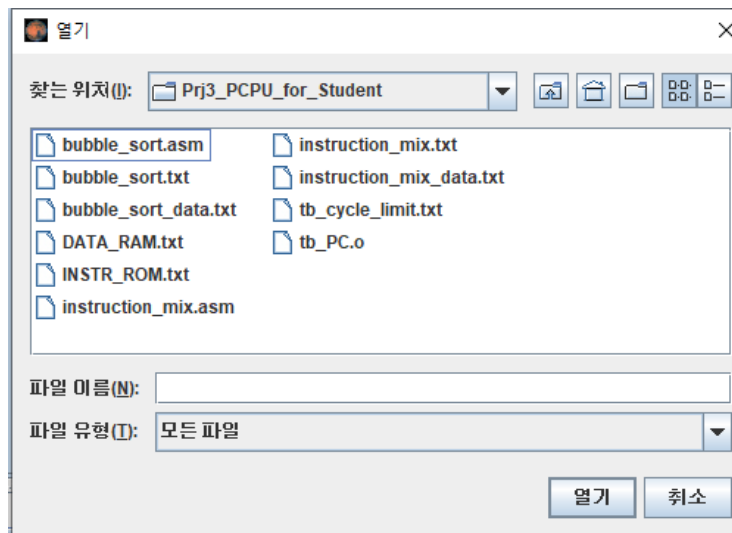 열기
찾는 위치(I): Prj3_PCPU_for_Student
bubble_sort.asm
bubble_sort.txt
bubble_sort_data.txt
DATA_RAM.txt
INSTR_ROM.txt
instruction_mix.asm
instruction_mix.txt
instruction_mix_data.txt
tb_cycle_limit.txt
tb_PC.o
파일 이름(N):
파일 유형(T): 모든 파일
열기 취소